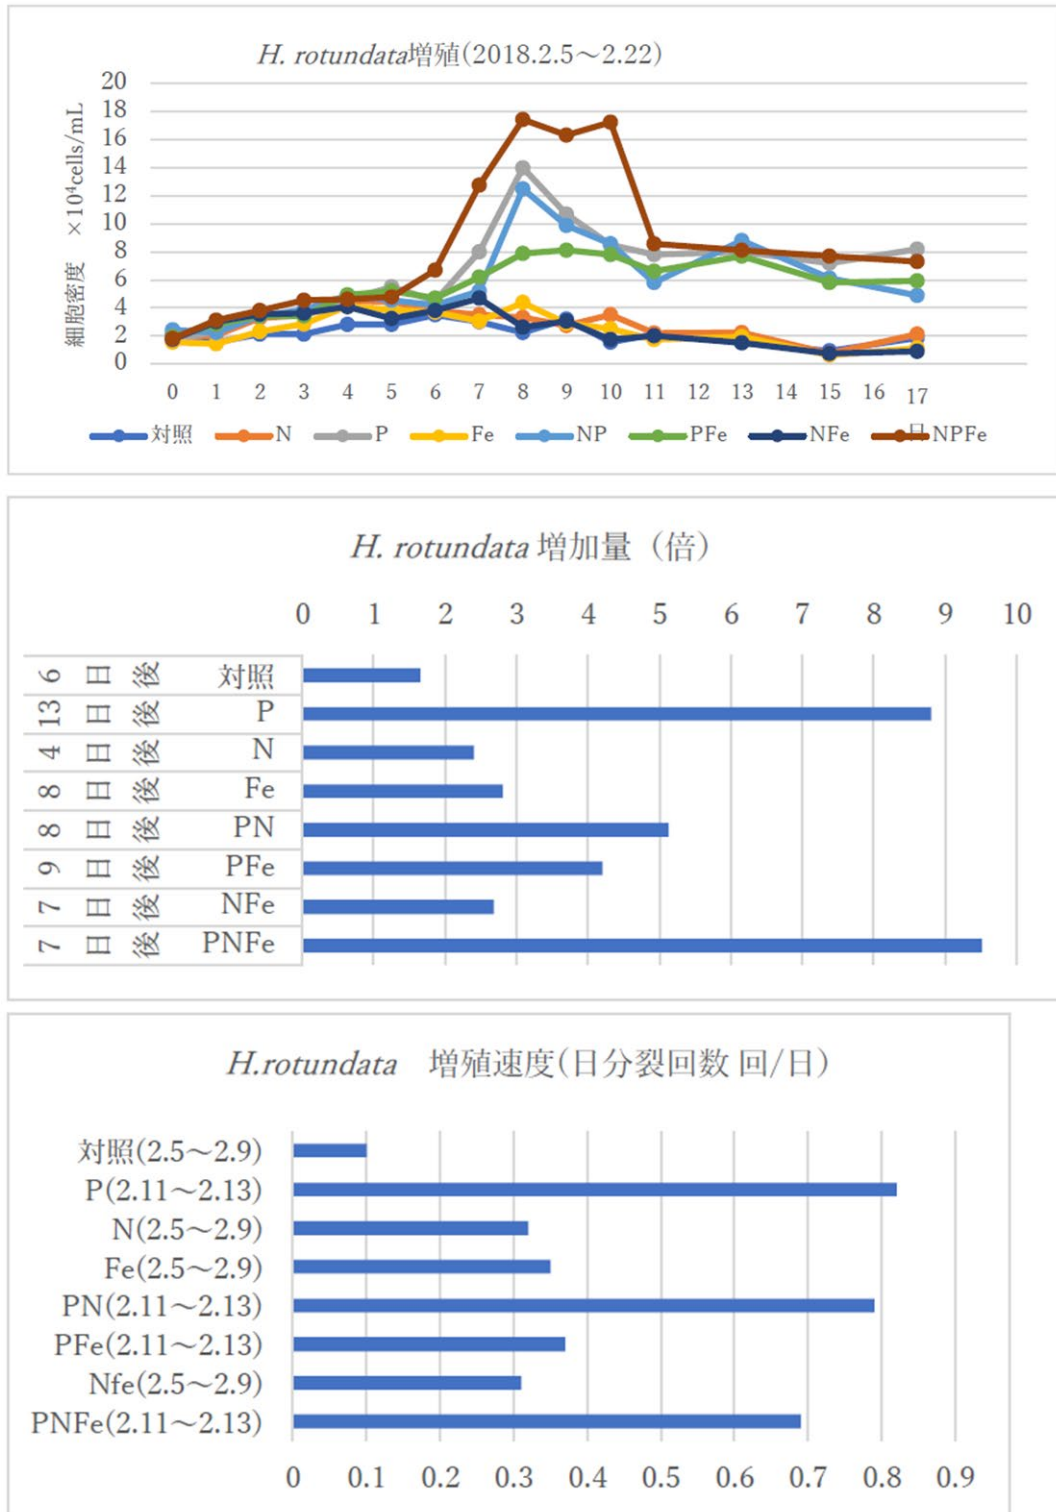 H. rotundata増殖(2018.2.5～2.22)
細胞密度 ×10⁴cells/mL
20
18
16
14
12
10
8
6
4
2
0
0 1 2 3 4 5 6 7 8 9 10 11 12 13 14 15 16 17
日
対照 N P Fe NP PFe NFe NPFe
H. rotundata 増加量（倍）
0 1 2 3 4 5 6 7 8 9 10
6日後 対照
13日後 P
4日後 N
8日後 Fe
8日後 PN
9日後 PFe
7日後 NFe
7日後 PNFe
H.rotundata 増殖速度(日分裂回数 回/日)
対照(2.5～2.9)
P(2.11～2.13)
N(2.5～2.9)
Fe(2.5～2.9)
PN(2.11～2.13)
PFe(2.11～2.13)
Nfe(2.5～2.9)
PNFe(2.11～2.13)
0 0.1 0.2 0.3 0.4 0.5 0.6 0.7 0.8 0.9